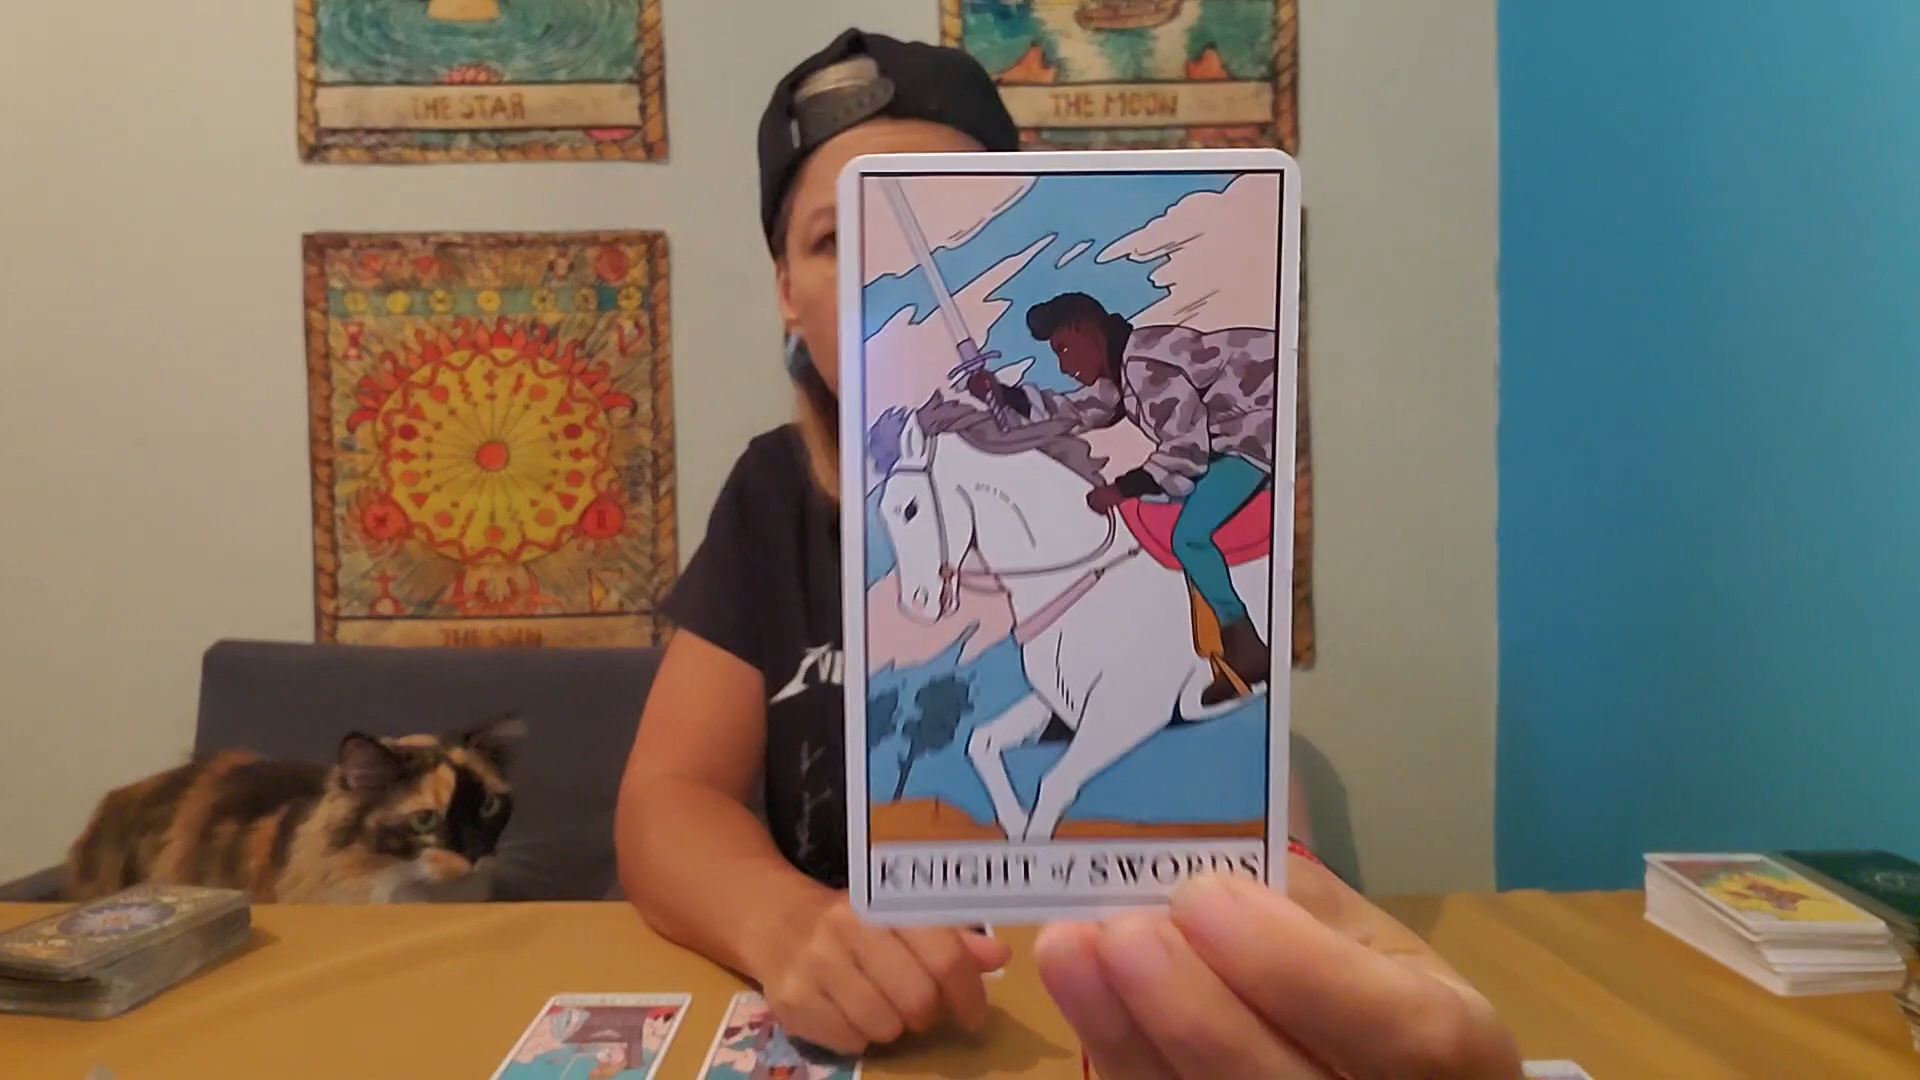 THE STAR
THE MOON
THE SUN
KNIGHT of SWORDS